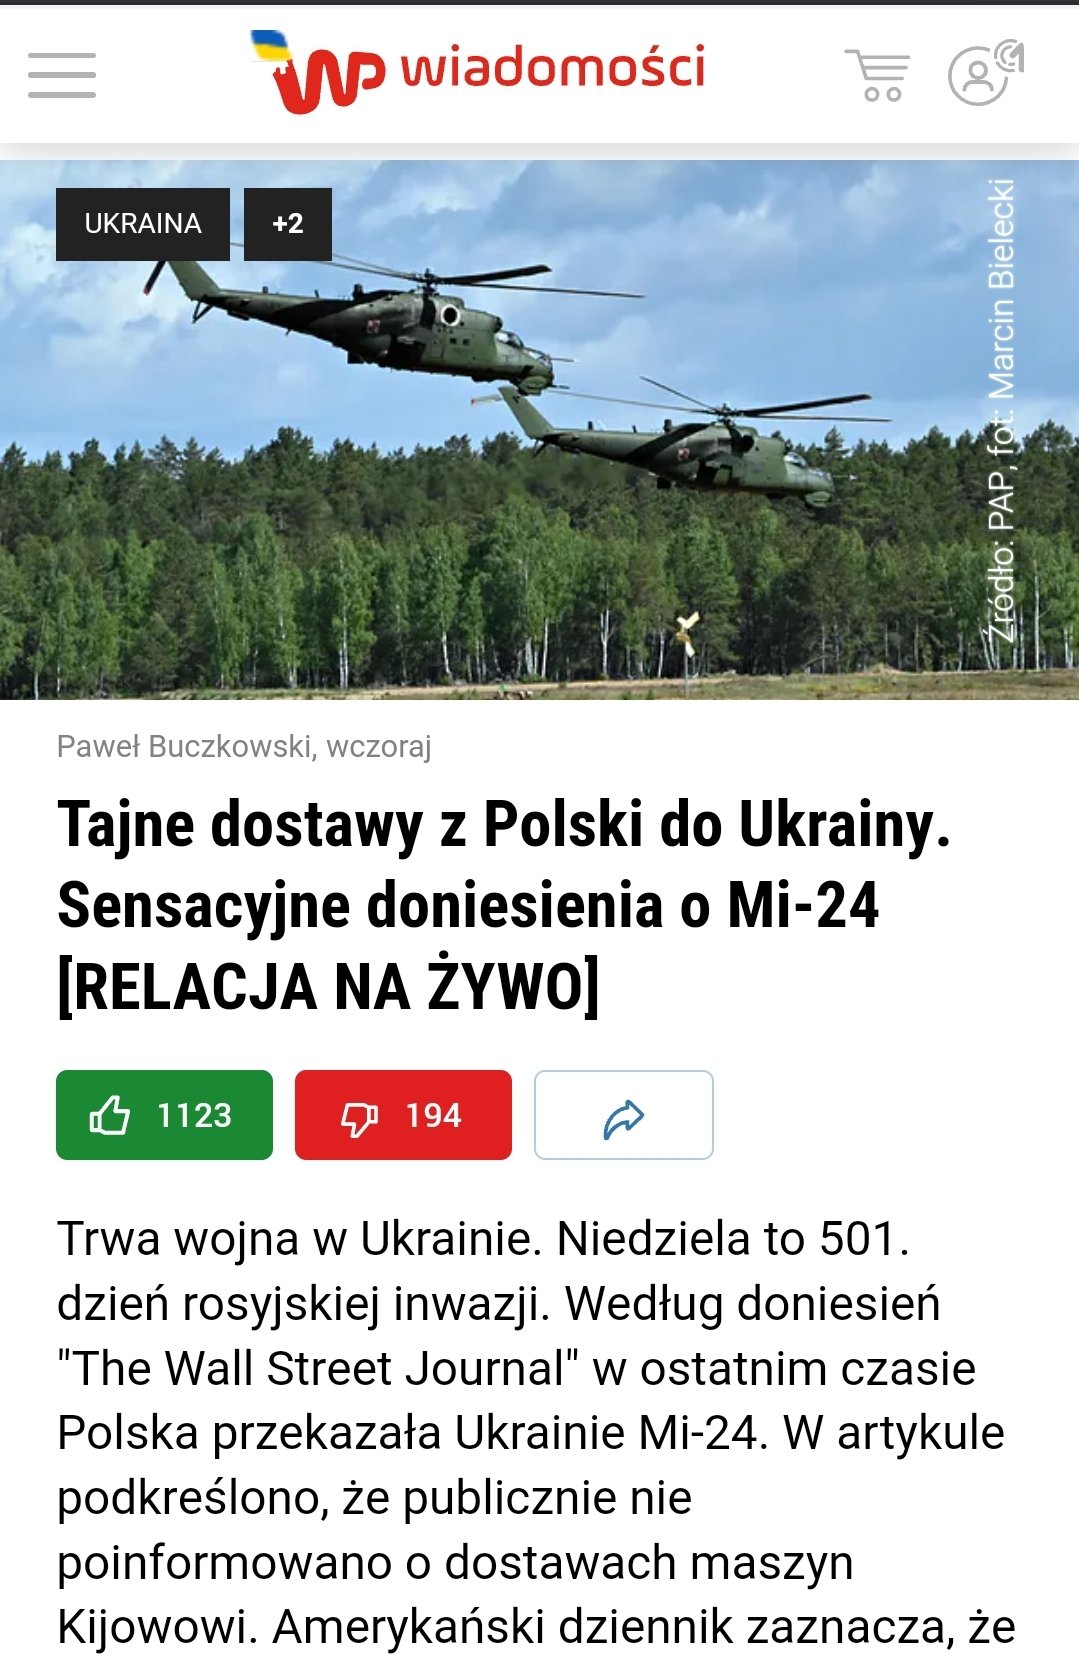 wp wiadomości
UKRAINA
+2
Źródło: PAP, fot: Marcin Bielecki
Paweł Buczkowski, wczoraj
Tajne dostawy z Polski do Ukrainy.
Sensacyjne doniesienia o Mi-24
[RELACJA NA ŻYWO]
1123
194
Trwa wojna w Ukrainie. Niedziela to 501.
dzień rosyjskiej inwazji. Według doniesień
"The Wall Street Journal" w ostatnim czasie
Polska przekazała Ukrainie Mi-24. W artykule
podkreślono, że publicznie nie
poinformowano o dostawach maszyn
Kijowowi. Amerykański dziennik zaznacza, że